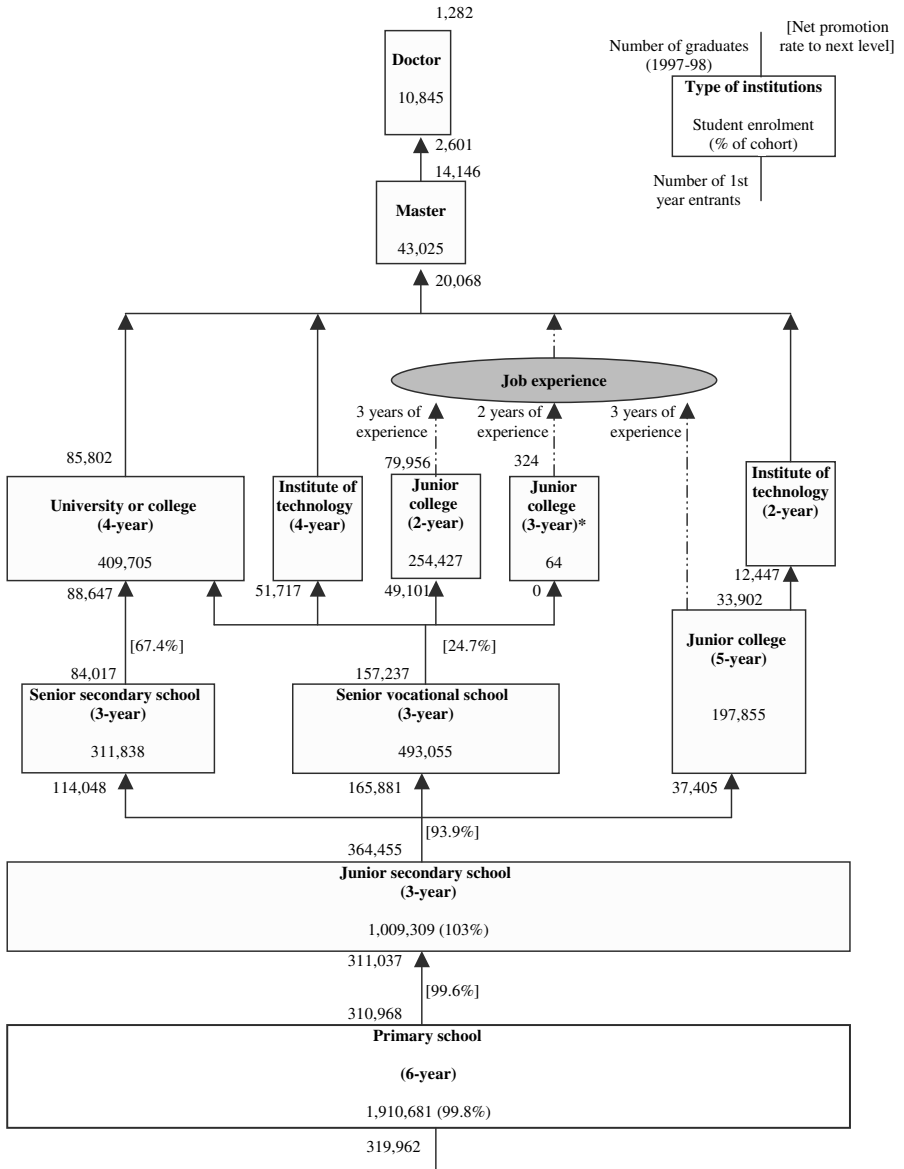 1,282
Doctor
10,845
2,601
14,146
Master
43,025
20,068
Number of graduates
(1997-98)
[Net promotion
rate to next level]
Type of institutions
Student enrolment
(% of cohort)
Number of 1st
year entrants
Job experience
3 years of
experience
2 years of
experience
3 years of
experience
85,802
University or college
(4-year)
409,705
88,647
Institute of
technology
(4-year)
51,717
79,956
Junior
college
(2-year)
254,427
49,101
324
Junior
college
(3-year)*
64
0
Institute of
technology
(2-year)
12,447
33,902
Junior college
(5-year)
197,855
37,405
[67.4%]
[24.7%]
84,017
Senior secondary school
(3-year)
311,838
114,048
157,237
Senior vocational school
(3-year)
493,055
165,881
[93.9%]
364,455
Junior secondary school
(3-year)
1,009,309 (103%)
311,037
[99.6%]
310,968
Primary school
(6-year)
1,910,681 (99.8%)
319,962